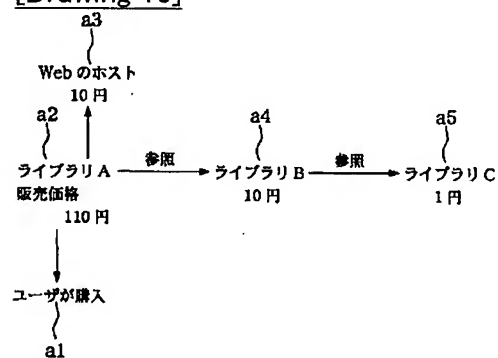 a3
Webのホスト
10円
a2
a4
a5
ライブラリA
参照
ライブラリB
参照
ライブラリC
販売価格
110円
10円
1円
ユーザが購入
a1